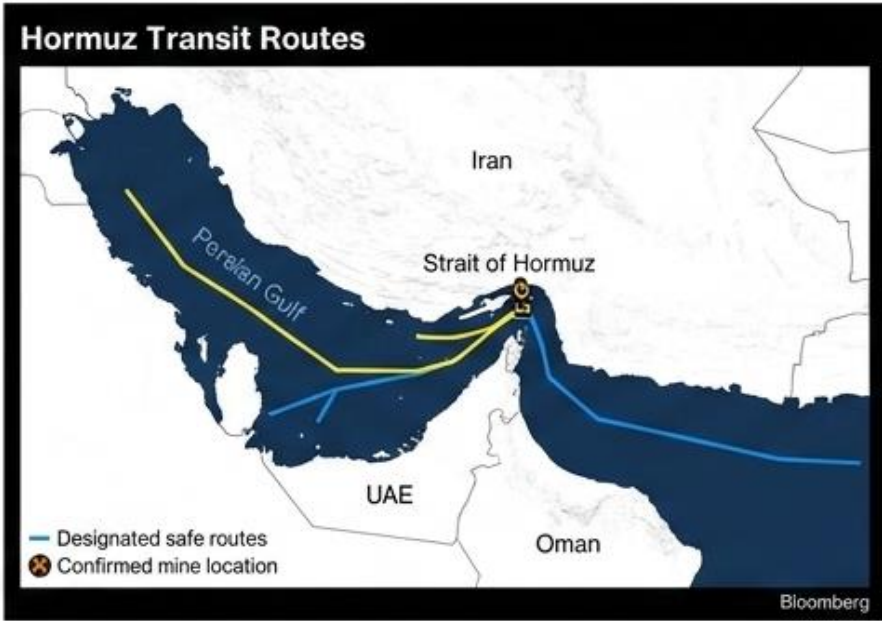 Hormuz Transit Routes
Iran
Persian Gulf
Strait of Hormuz
UAE
Oman
Designated safe routes
Confirmed mine location
Bloomberg